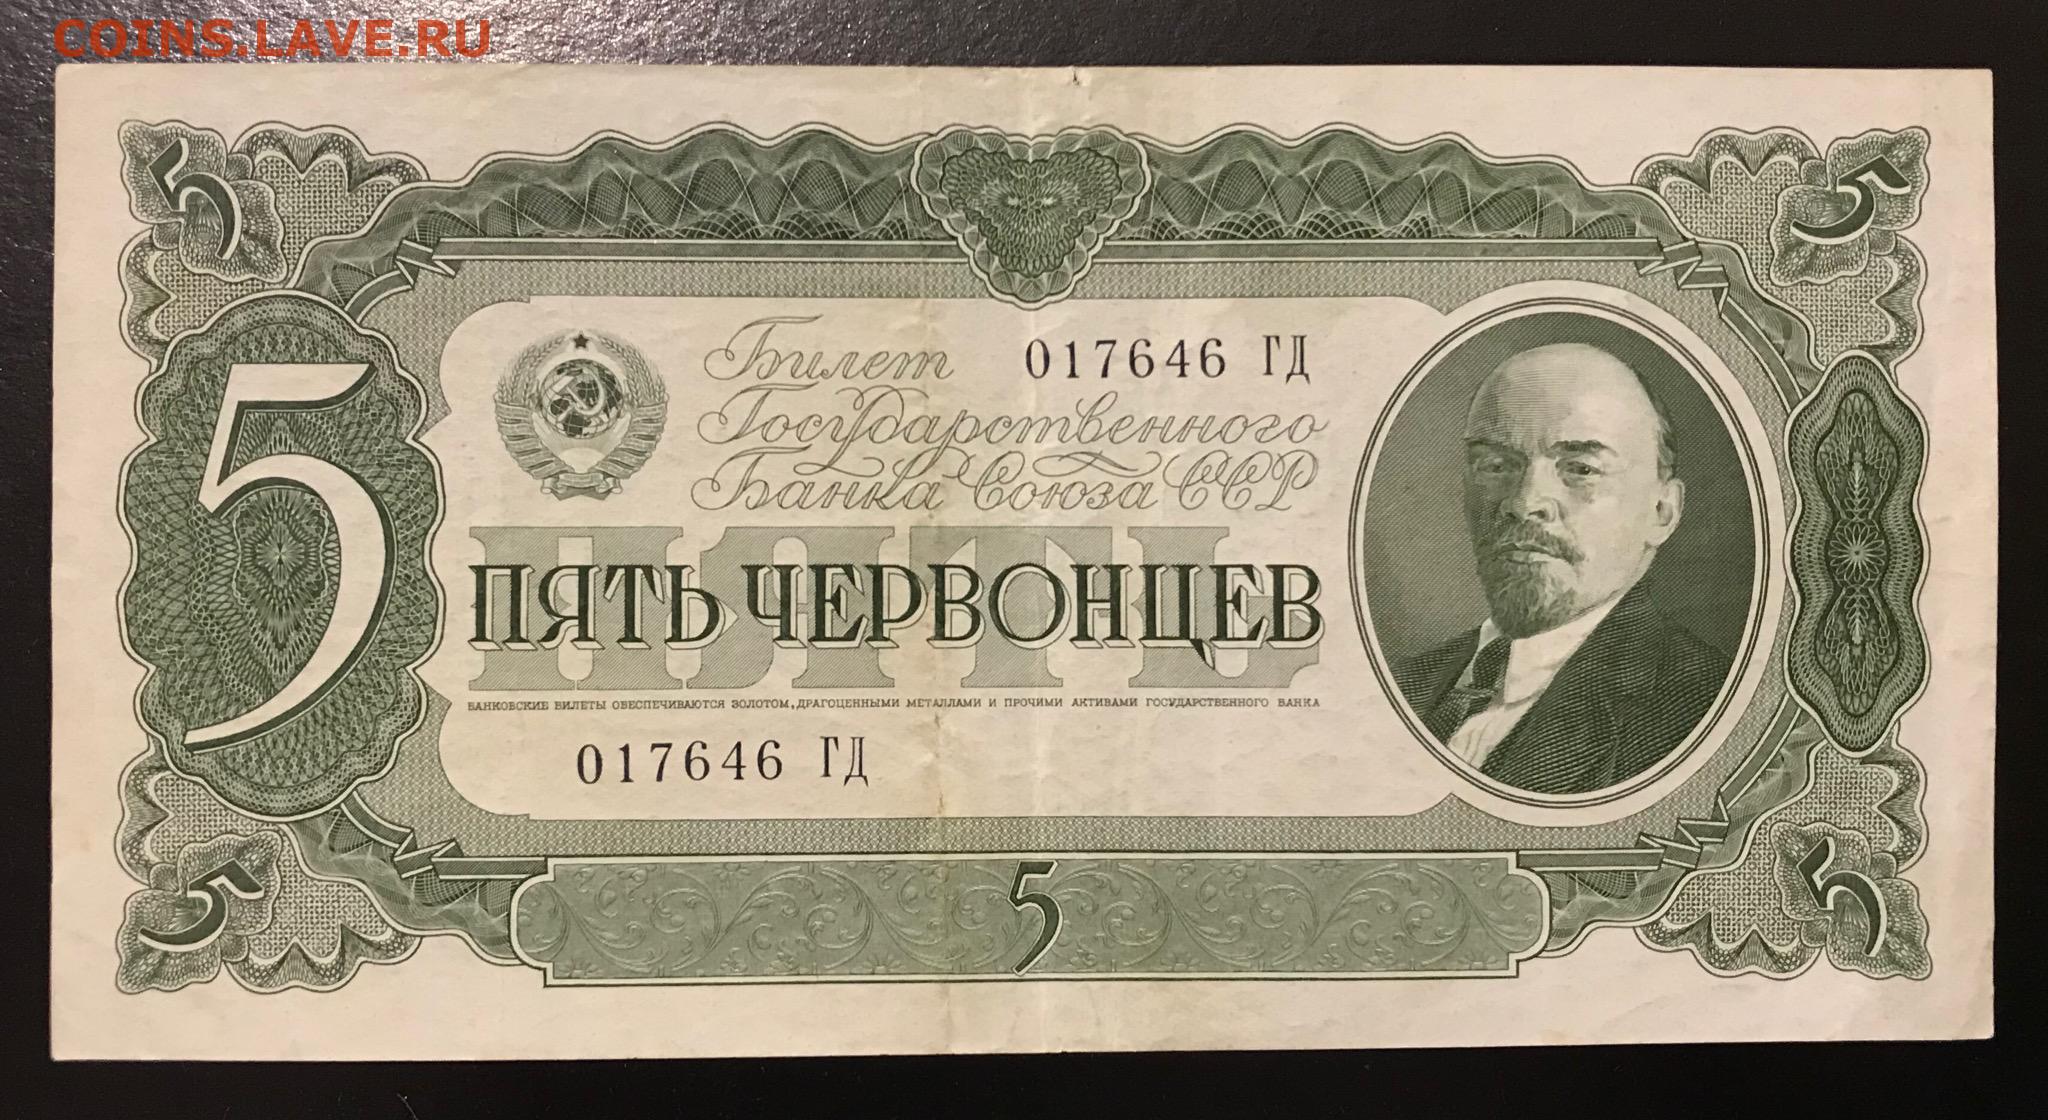 COINS.LAVE.RU
5
5
Билет 017646 ГД
Государственного
Банка Союза ССР
5
ПЯТЬ
ПЯТЬ ЧЕРВОНЦЕВ
БАНКОВСКИЕ БИЛЕТЫ ОБЕСПЕЧИВАЮТСЯ ЗОЛОТОМ, ДРАГОЦЕННЫМИ МЕТАЛЛАМИ И ПРОЧИМИ АКТИВАМИ ГОСУДАРСТВЕННОГО БАНКА
017646 ГД
5
5
5